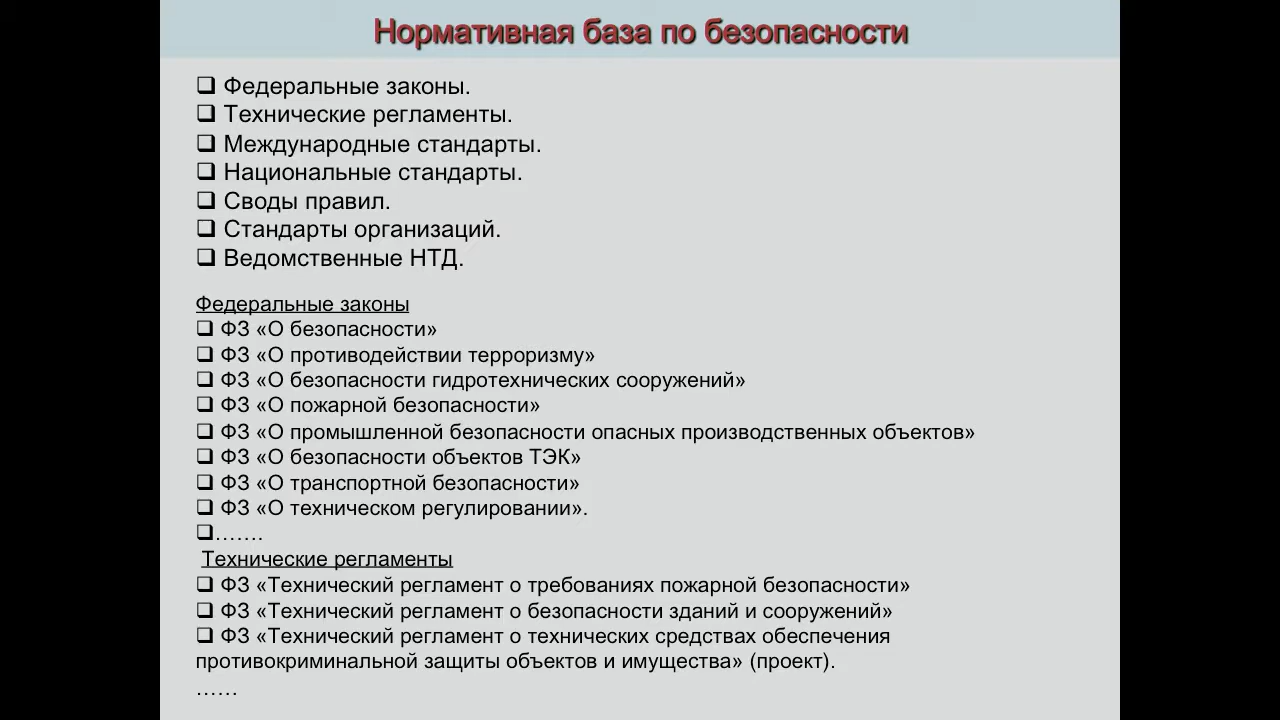 Нормативная база по безопасности
❑ Федеральные законы.
❑ Технические регламенты.
❑ Международные стандарты.
❑ Национальные стандарты.
❑ Своды правил.
❑ Стандарты организаций.
❑ Ведомственные НТД.
Федеральные законы
❑ ФЗ «О безопасности»
❑ ФЗ «О противодействии терроризму»
❑ ФЗ «О безопасности гидротехнических сооружений»
❑ ФЗ «О пожарной безопасности»
❑ ФЗ «О промышленной безопасности опасных производственных объектов»
❑ ФЗ «О безопасности объектов ТЭК»
❑ ФЗ «О транспортной безопасности»
❑ ФЗ «О техническом регулировании».
❑…….
Технические регламенты
❑ ФЗ «Технический регламент о требованиях пожарной безопасности»
❑ ФЗ «Технический регламент о безопасности зданий и сооружений»
❑ ФЗ «Технический регламент о технических средствах обеспечения
противокриминальной защиты объектов и имущества» (проект).
……